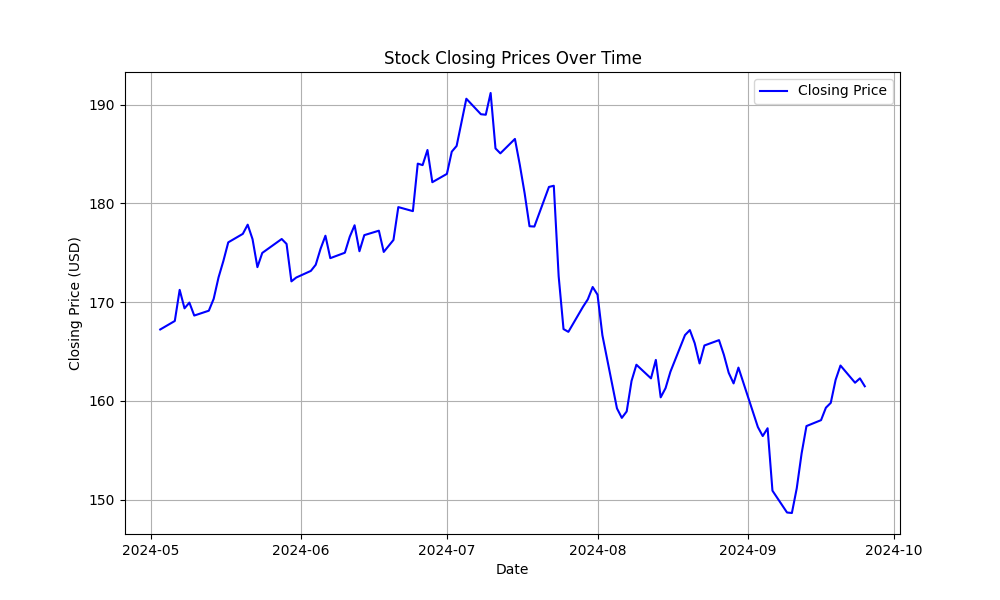 Stock Closing Prices Over Time
Closing Price
Closing Price (USD)
190
180
170
160
150
2024-05 2024-06 2024-07 2024-08 2024-09 2024-10
Date